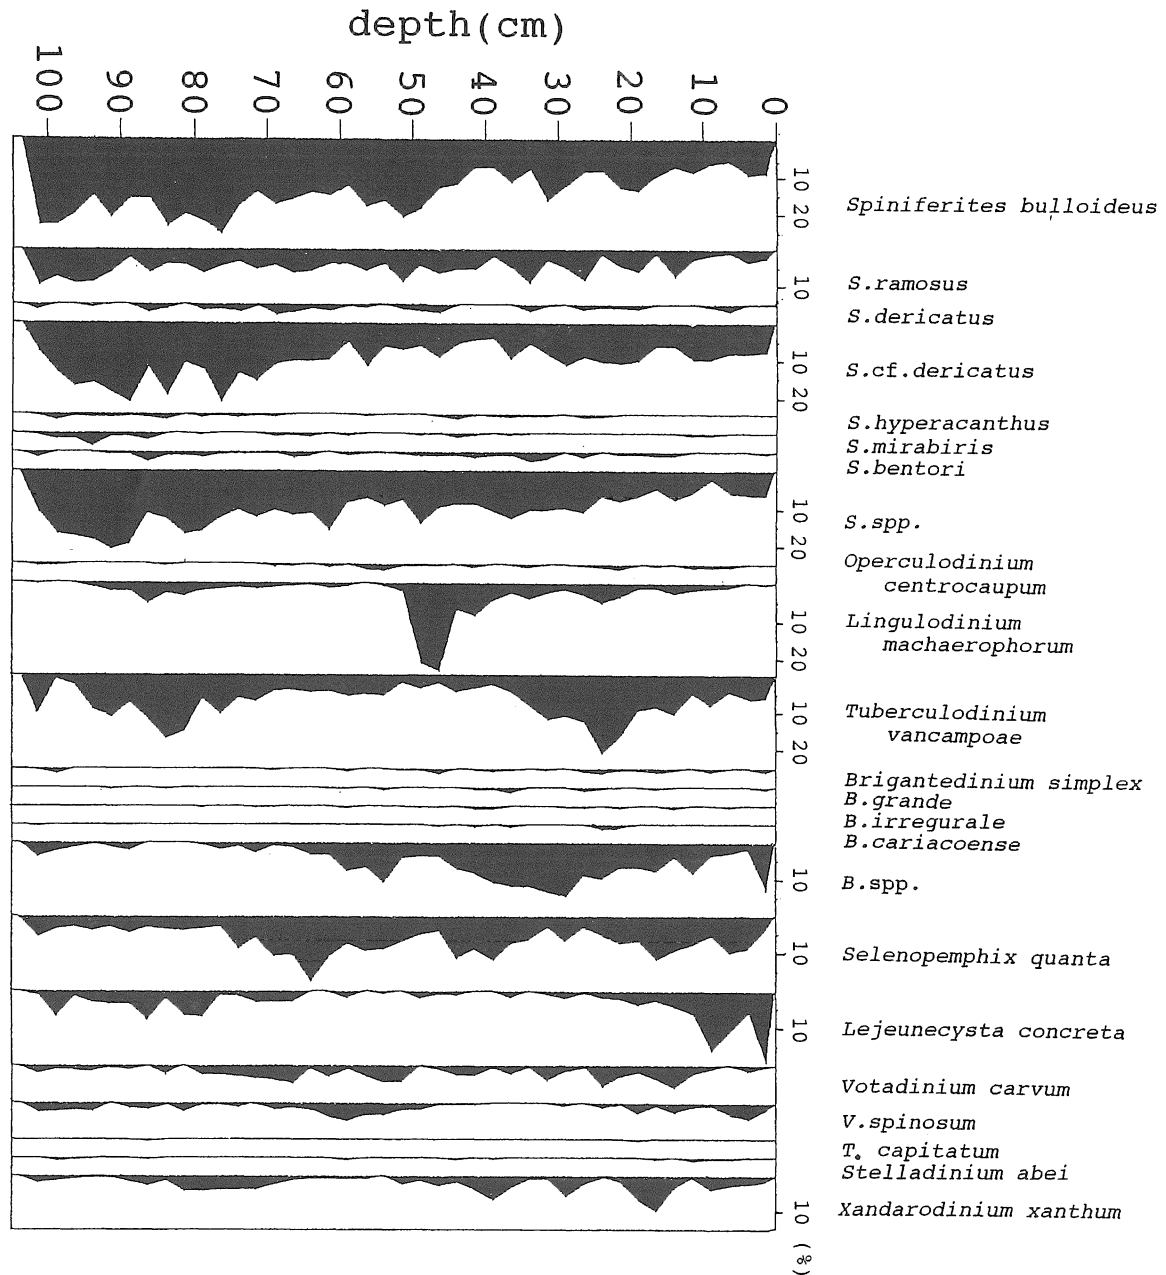 depth(cm)
100 90 80 70 60 50 40 30 20 10 0
10 20
Spiniferites bulloideus
10
S.ramosus
S.dericatus
10 20
S.cf.dericatus
S.hyperacanthus
S.mirabiris
S.bentori
10 20
S.spp.
Operculodinium
centrocaupum
10 20
Lingulodinium
machaerophorum
10 20
Tuberculodinium
vancampoae
Brigantedinium simplex
B.grande
B.irregurale
B.cariacoense
10
B.spp.
10
Selenopemphix quanta
10
Lejeunecysta concreta
Votadinium carvum
V.spinosum
T. capitatum
Stelladinium abei
10
Xandarodinium xanthum
(%)